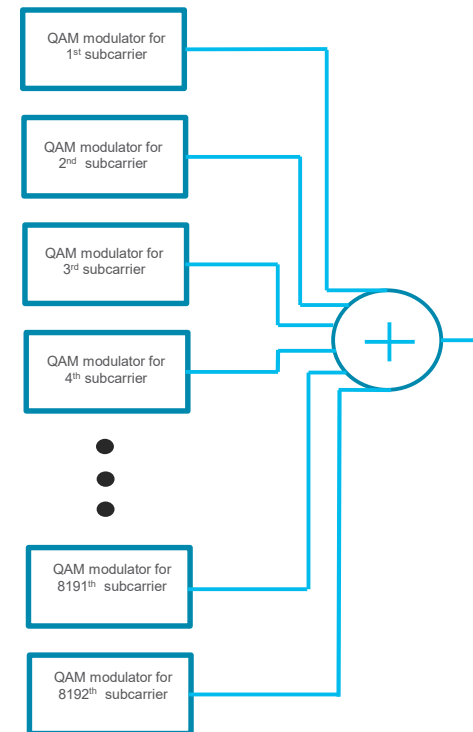 QAM modulator for
1st subcarrier
QAM modulator for
2nd subcarrier
QAM modulator for
3rd subcarrier
QAM modulator for
4th subcarrier
+
QAM modulator for
8191th subcarrier
QAM modulator for
8192th subcarrier